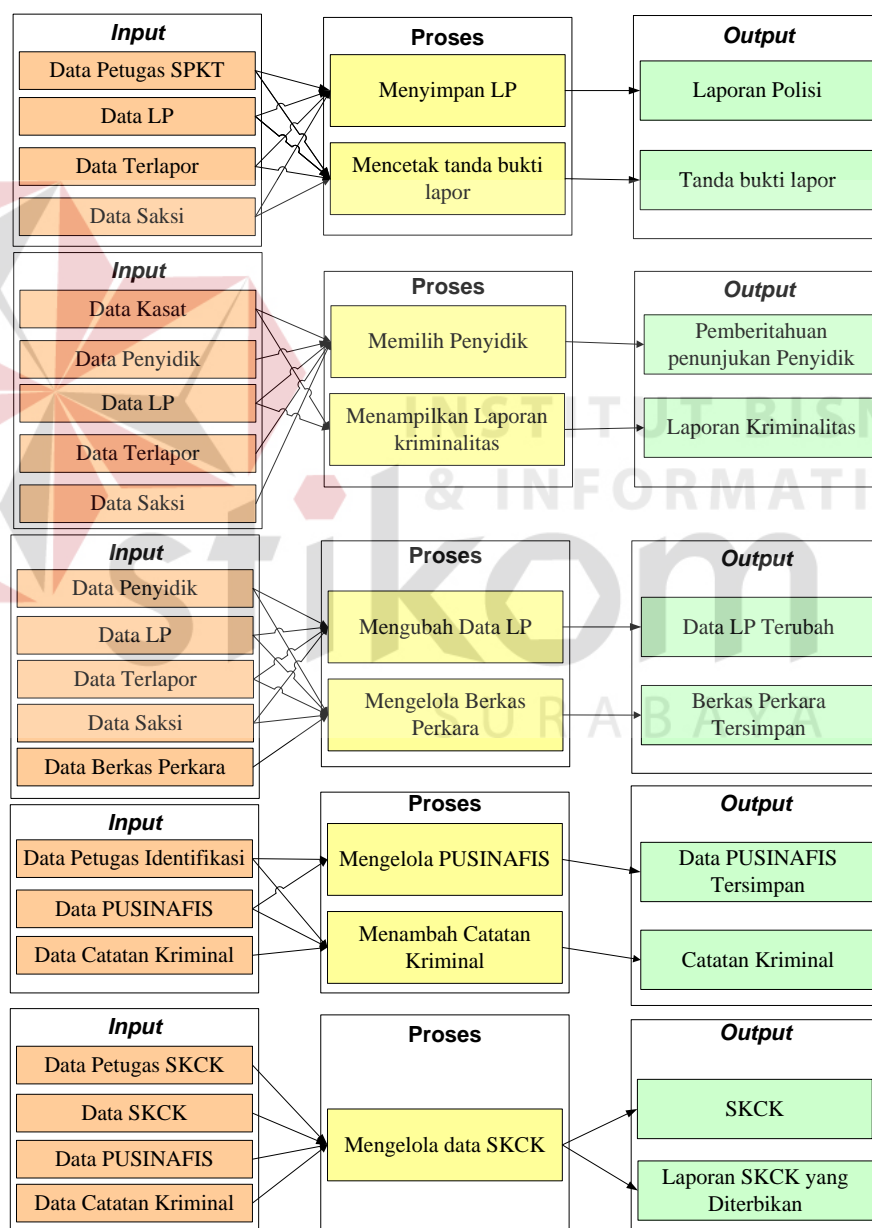 Input
Data Petugas SPKT
Data LP
Data Terlapor
Data Saksi
Proses
Menyimpan LP
Mencetak tanda bukti
lapor
Output
Laporan Polisi
Tanda bukti lapor
Input
Data Kasat
Data Penyidik
Data LP
Data Terlapor
Data Saksi
Proses
Memilih Penyidik
Menampilkan Laporan
kriminalitas
Output
Pemberitahuan
penunjukan Penyidik
Laporan Kriminalitas
Input
Data Penyidik
Data LP
Data Terlapor
Data Saksi
Data Berkas Perkara
Proses
Mengubah Data LP
Mengelola Berkas
Perkara
Output
Data LP Terubah
Berkas Perkara
Tersimpan
Input
Data Petugas Identifikasi
Data PUSINAFIS
Data Catatan Kriminal
Proses
Mengelola PUSINAFIS
Menambah Catatan
Kriminal
Output
Data PUSINAFIS
Tersimpan
Catatan Kriminal
Input
Data Petugas SKCK
Data SKCK
Data PUSINAFIS
Data Catatan Kriminal
Proses
Mengelola data SKCK
Output
SKCK
Laporan SKCK yang
Diterbikan
INSTITUT BISN
& INFORMATI
stikom
SURABAYA